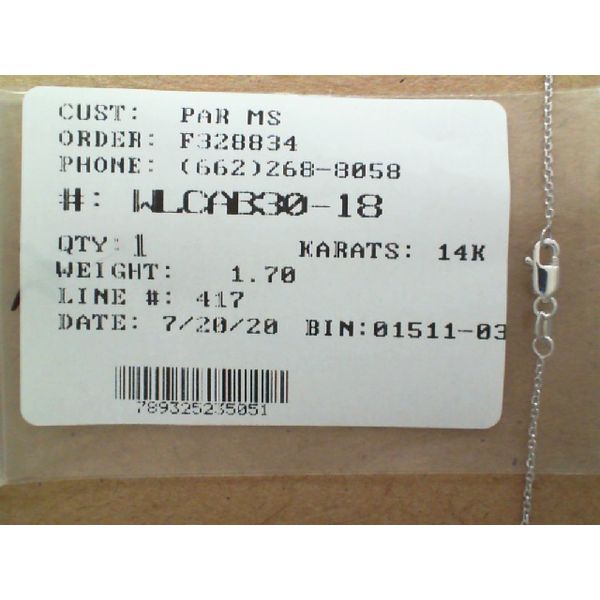 CUST: PAR MS
ORDER: F328834
PHONE: (662)268-8058
#: WLCAB30-18
QTY: 1 KARATS: 14K
WEIGHT: 1.70
LINE #: 417
DATE: 7/20/20 BIN:01511-03
789325235051